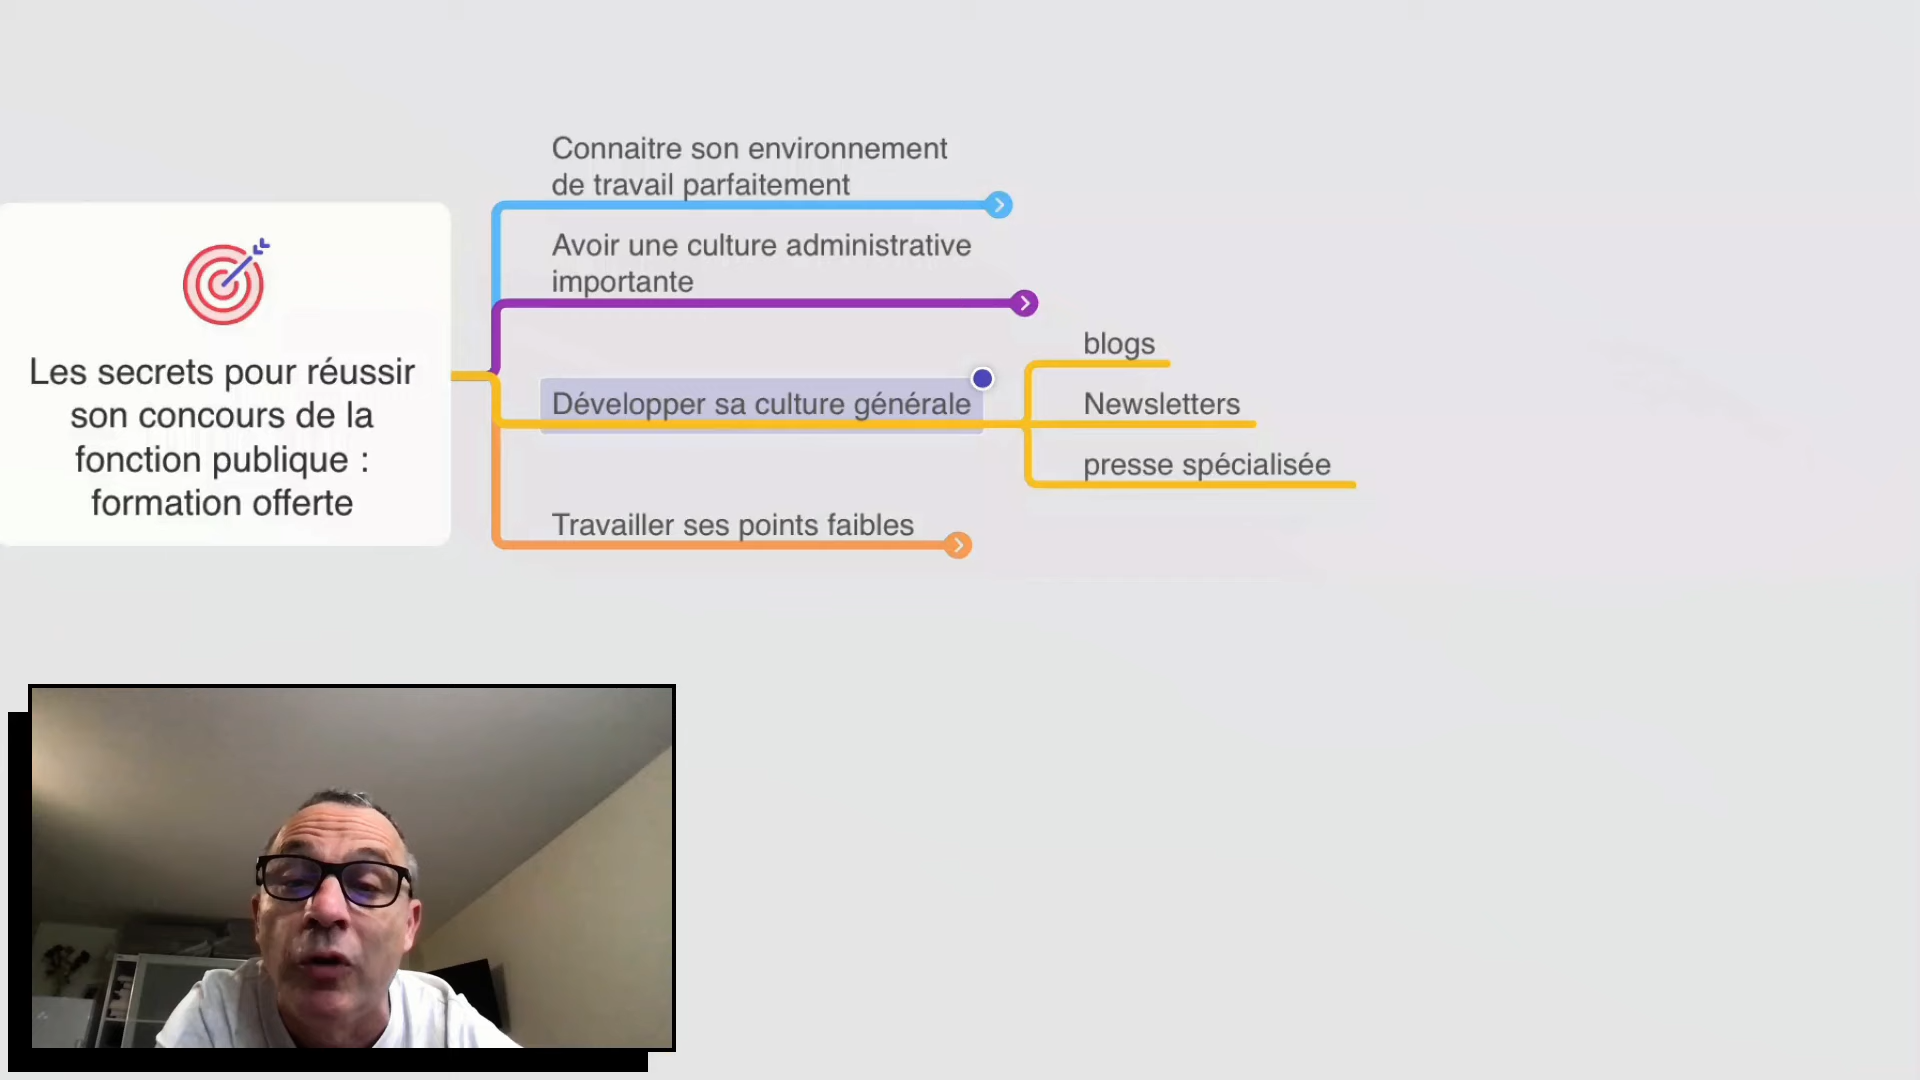 Les secrets pour réussir
son concours de la
fonction publique :
formation offerte
Connaitre son environnement
de travail parfaitement
Avoir une culture administrative
importante
Développer sa culture générale
blogs
Newsletters
presse spécialisée
Travailler ses points faibles